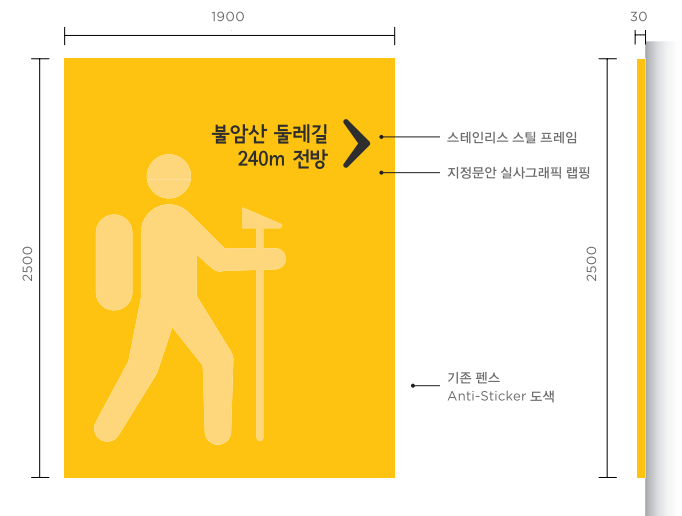 1900
30
불암산 둘레길
240m 전방
스테인리스 스틸 프레임
지정문안 실사그래픽 랩핑
2500
2500
기존 펜스
Anti-Sticker 도색